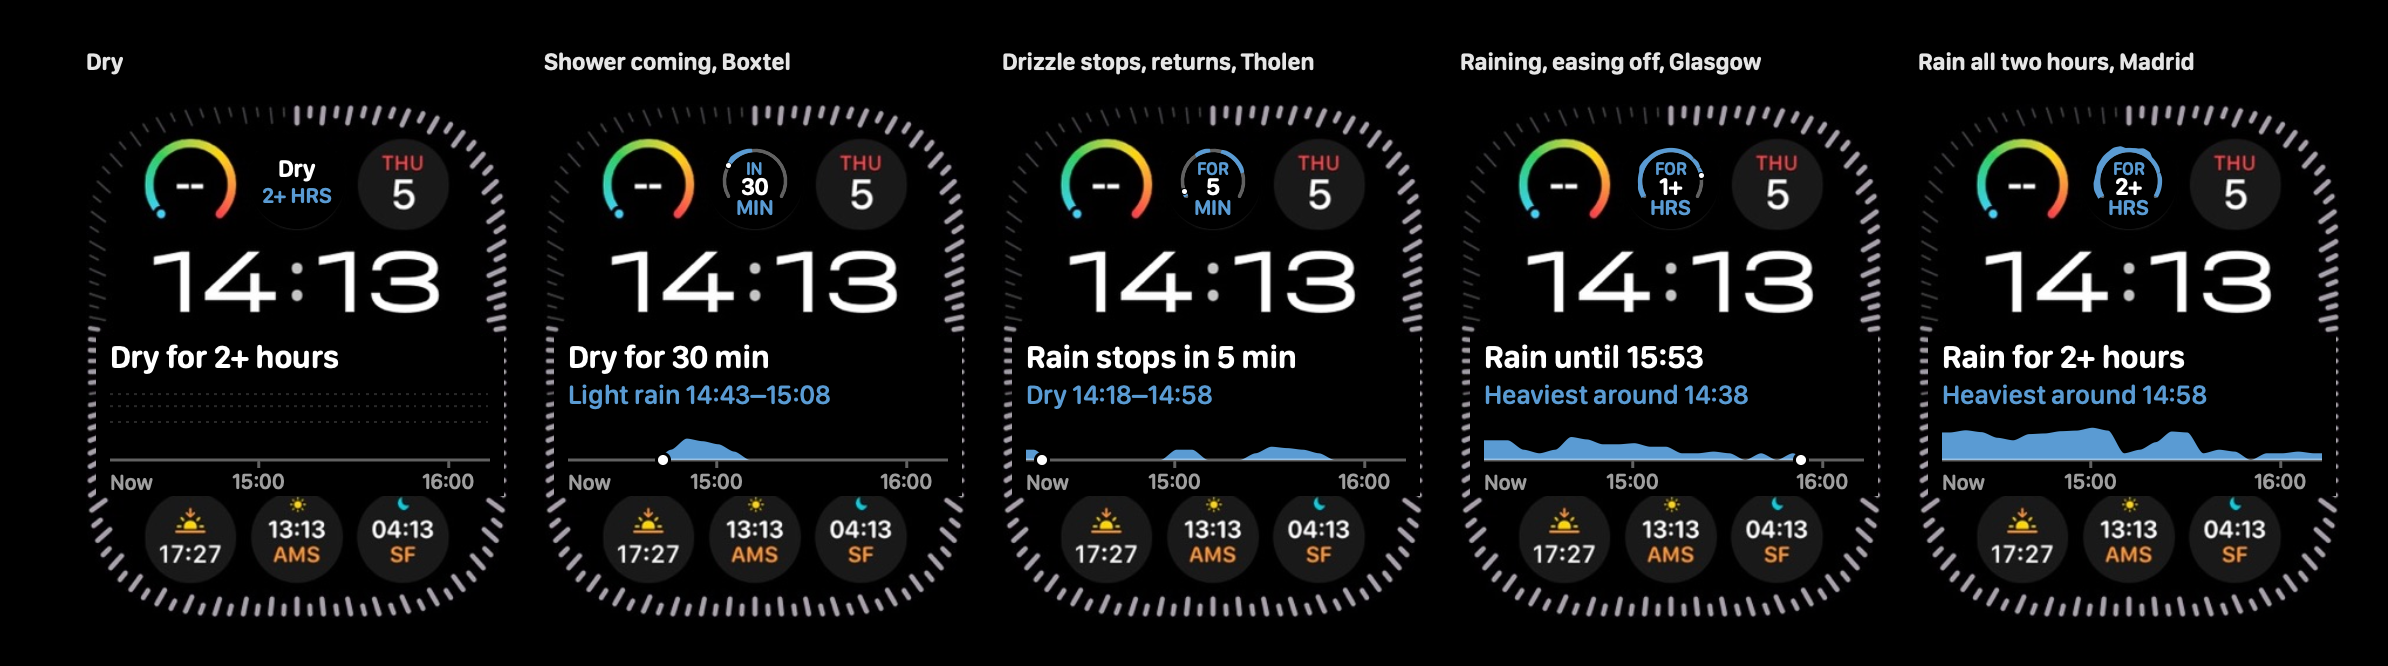 Dry
--
Dry
2+ HRS
THU
5
14:13
Dry for 2+ hours
Now
15:00
16:00
17:27
13:13
AMS
04:13
SF
Shower coming, Boxtel
--
IN
30
MIN
THU
5
14:13
Dry for 30 min
Light rain 14:43–15:08
Now
15:00
16:00
17:27
13:13
AMS
04:13
SF
Drizzle stops, returns, Tholen
--
FOR
5
MIN
THU
5
14:13
Rain stops in 5 min
Dry 14:18–14:58
Now
15:00
16:00
17:27
13:13
AMS
04:13
SF
Raining, easing off, Glasgow
--
FOR
1+
HRS
THU
5
14:13
Rain until 15:53
Heaviest around 14:38
Now
15:00
16:00
17:27
13:13
AMS
04:13
SF
Rain all two hours, Madrid
--
FOR
2+
HRS
THU
5
14:13
Rain for 2+ hours
Heaviest around 14:58
Now
15:00
16:00
17:27
13:13
AMS
04:13
SF